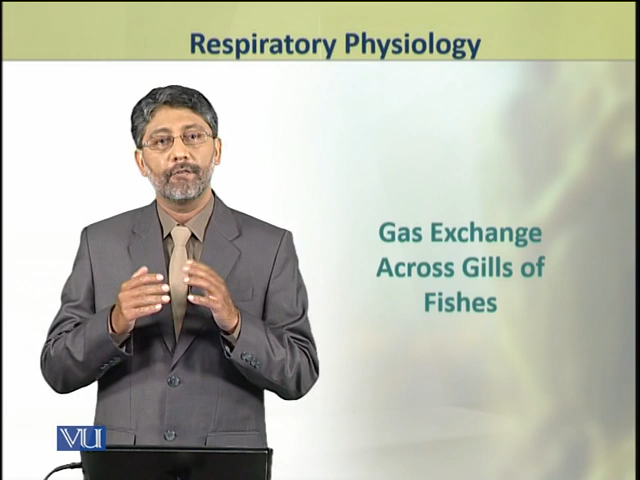 Respiratory Physiology
Gas Exchange
Across Gills of
Fishes
VU